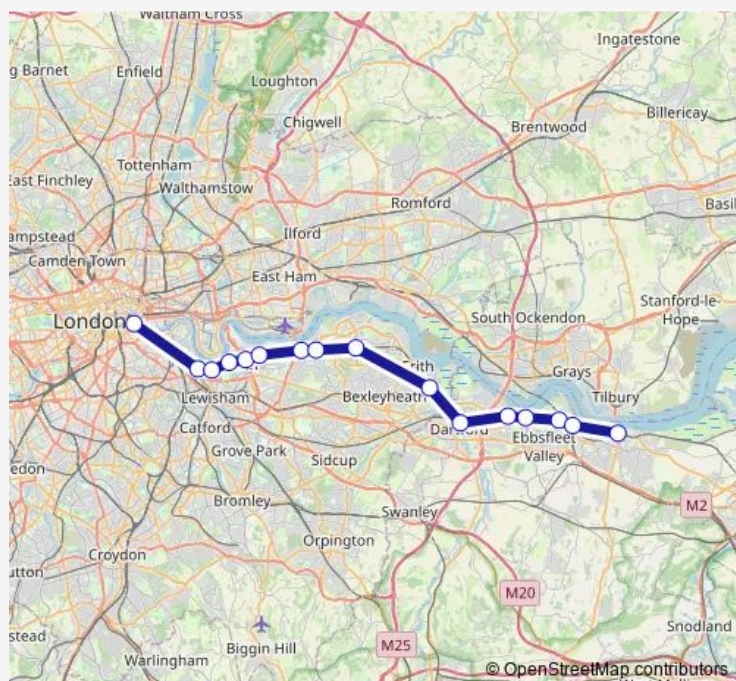 Waltham Cross
Ingatestone
g Barnet
Enfield
Loughton
Billericay
Chigwell
Brentwood
Tottenham
East Finchley
Walthamstow
Romford
Basil
ampstead
Ilford
Camden Town
East Ham
Stanford-le
-Hope
South Ockendon
London
Grays
Erith
Tilbury
Lewisham
Bexleyheath
Catford
Dartford
Ebbsfleet
Valley
Grove Park
Sidcup
edon
Bromley
Swanley
M2
Orpington
Croydon
utton
M20
Snodland
stead
Biggin Hill
M25
Warlingham
© OpenStreetMap contributors